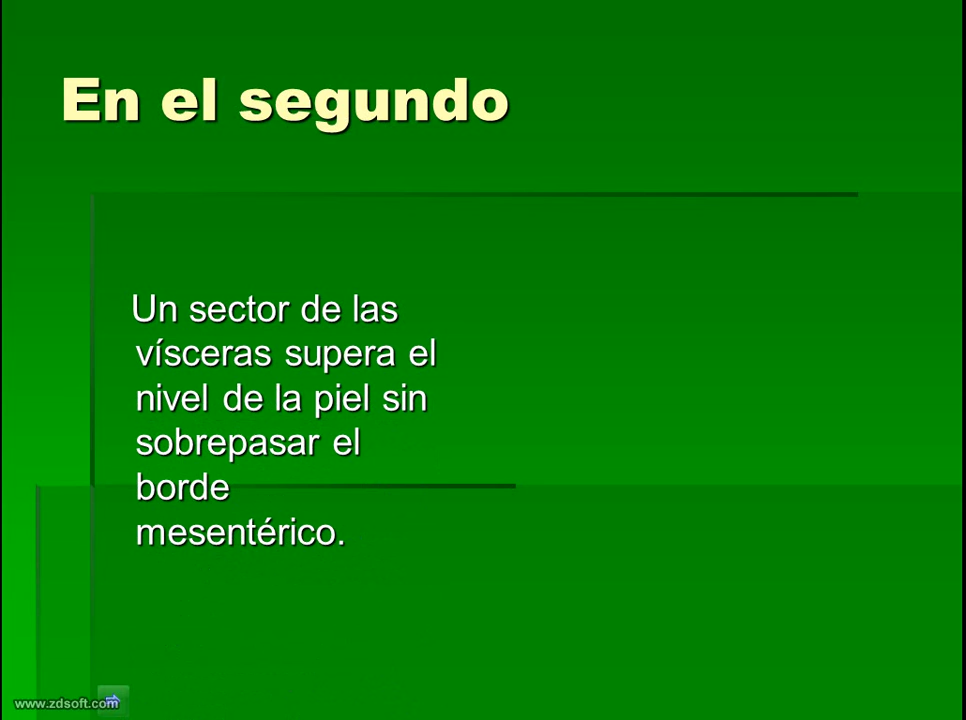 En el segundo
Un sector de las
vísceras supera el
nivel de la piel sin
sobrepasar el
borde
mesentérico.
www.zdsoft.com